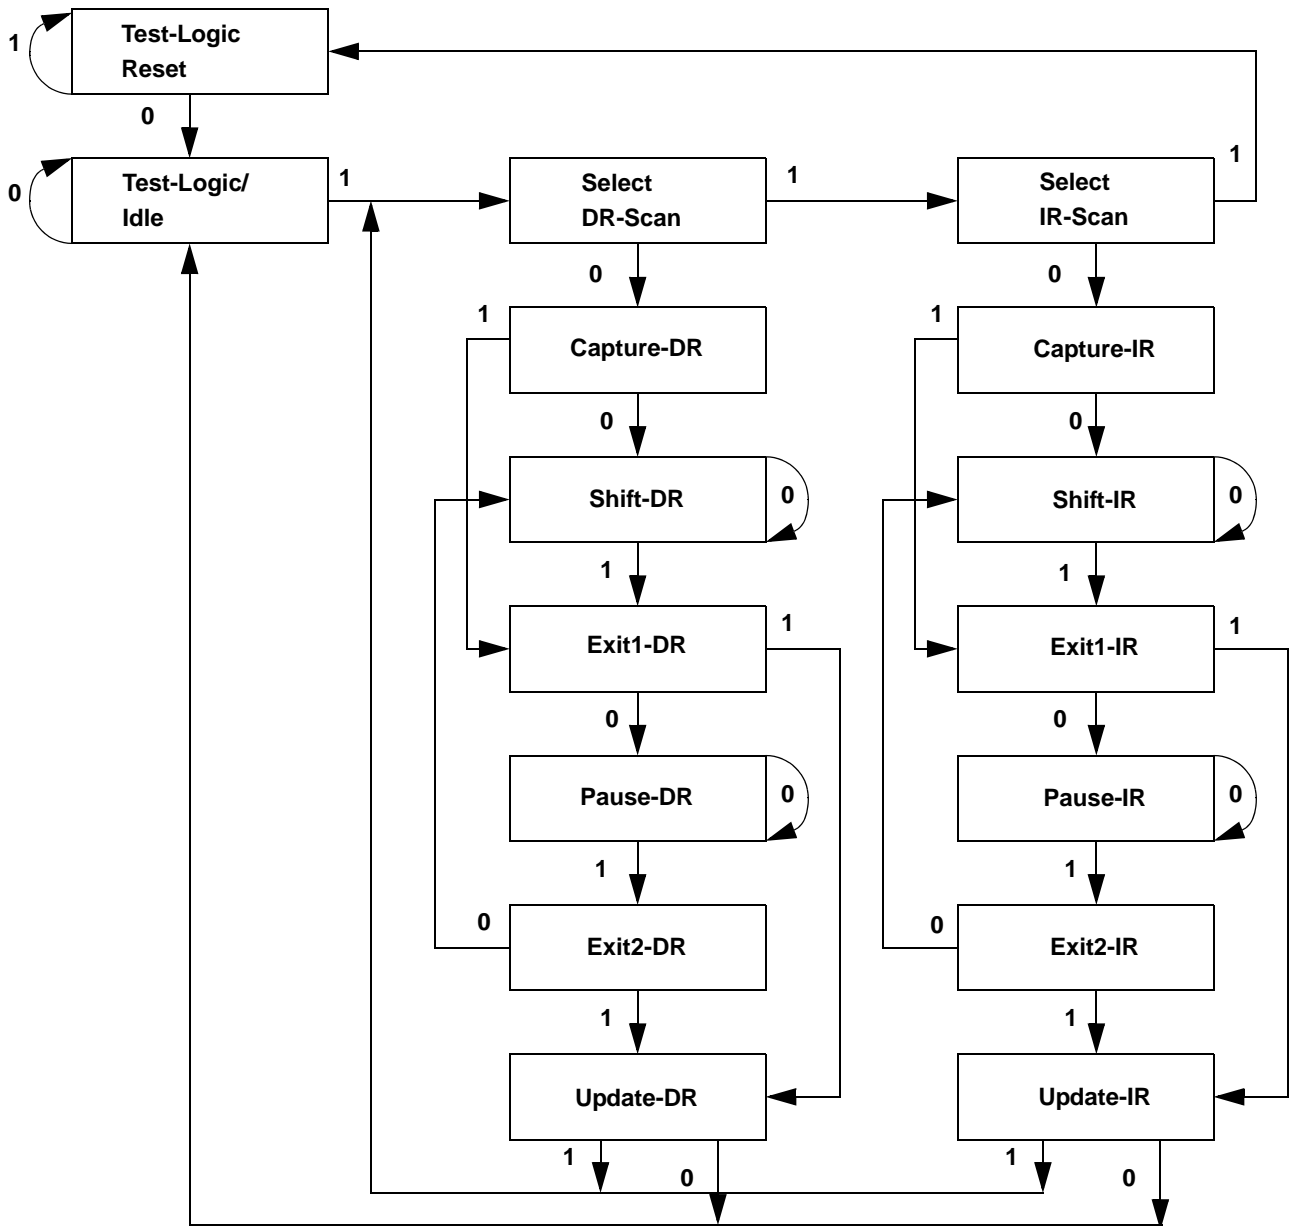 1
Test-Logic
Reset
0
0
Test-Logic/
Idle
1
Select
DR-Scan
1
Select
IR-Scan
1
0
0
1
Capture-DR
1
Capture-IR
0
0
Shift-DR
0
Shift-IR
0
1
1
Exit1-DR
1
Exit1-IR
1
0
0
Pause-DR
0
Pause-IR
0
1
1
0
Exit2-DR
0
Exit2-IR
1
1
Update-DR
Update-IR
1
0
1
0